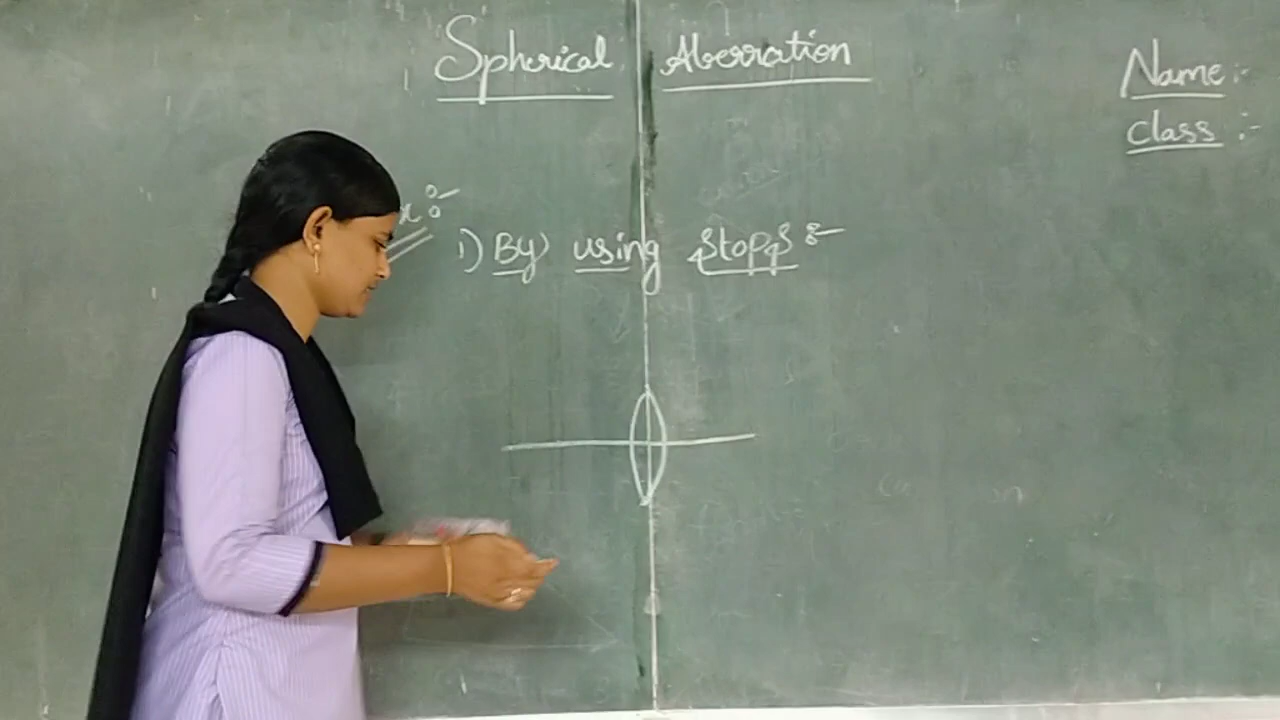 Spherical Aberration
Name :-
Class :-
1) By using stops :-